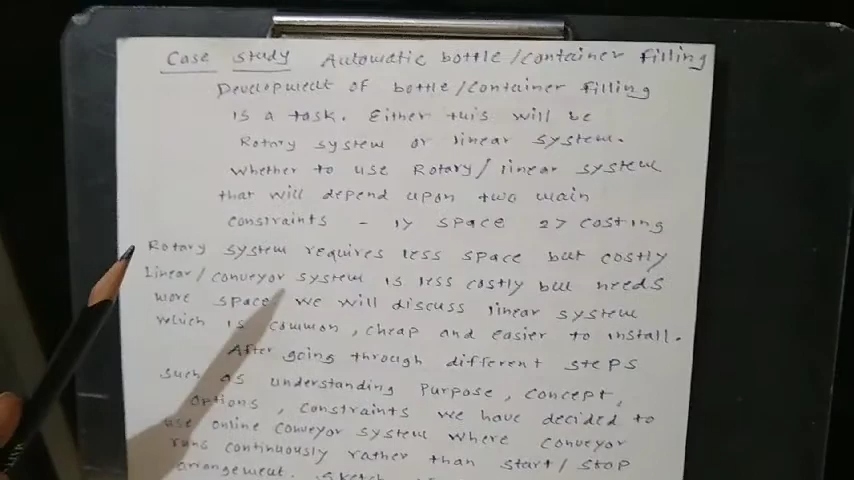 Case study Automatic bottle/container filling
Development of bottle/container filling
is a task. Either this will be
Rotary system or linear system.
whether to use Rotary/linear system
that will depend upon two main
constraints - 1> space 2> costing
Rotary system requires less space but costly
Linear/conveyor system is less costly but needs
more space. we will discuss linear system
which is common, cheap and easier to install.
After going through different steps
such as understanding purpose, concept,
options, constraints we have decided to
use online conveyor system where conveyor
runs continuously rather than start/stop
arrangement. Sketch